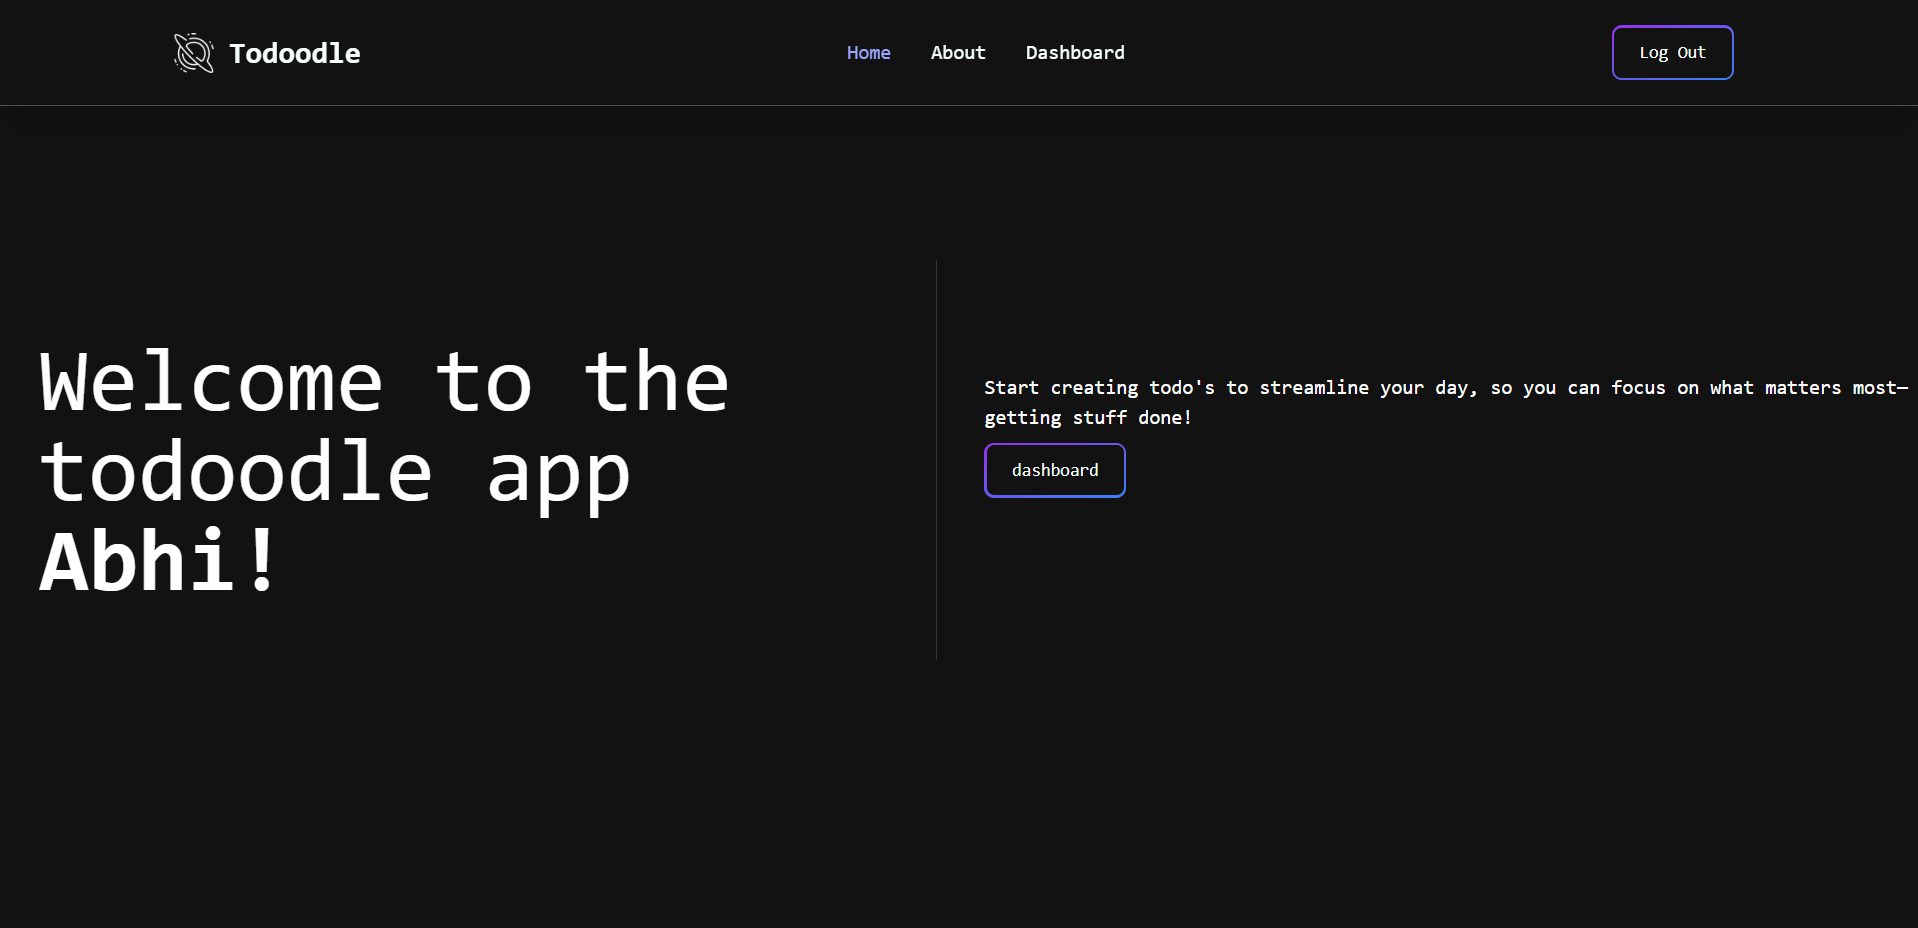 Todoodle
Home About Dashboard
Log Out
Welcome to the
todoodle app
Abhi!
Start creating todo's to streamline your day, so you can focus on what matters most—
getting stuff done!
dashboard